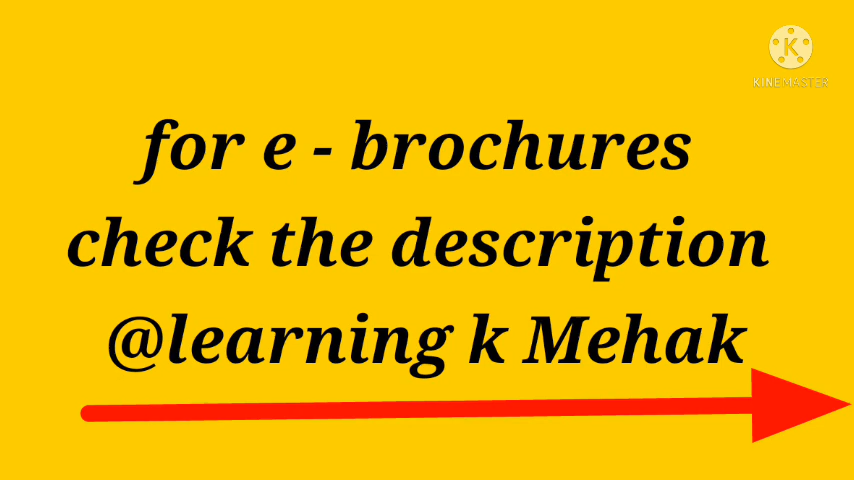 K
KINEMASTER
for e - brochures
check the description
@learning k Mehak